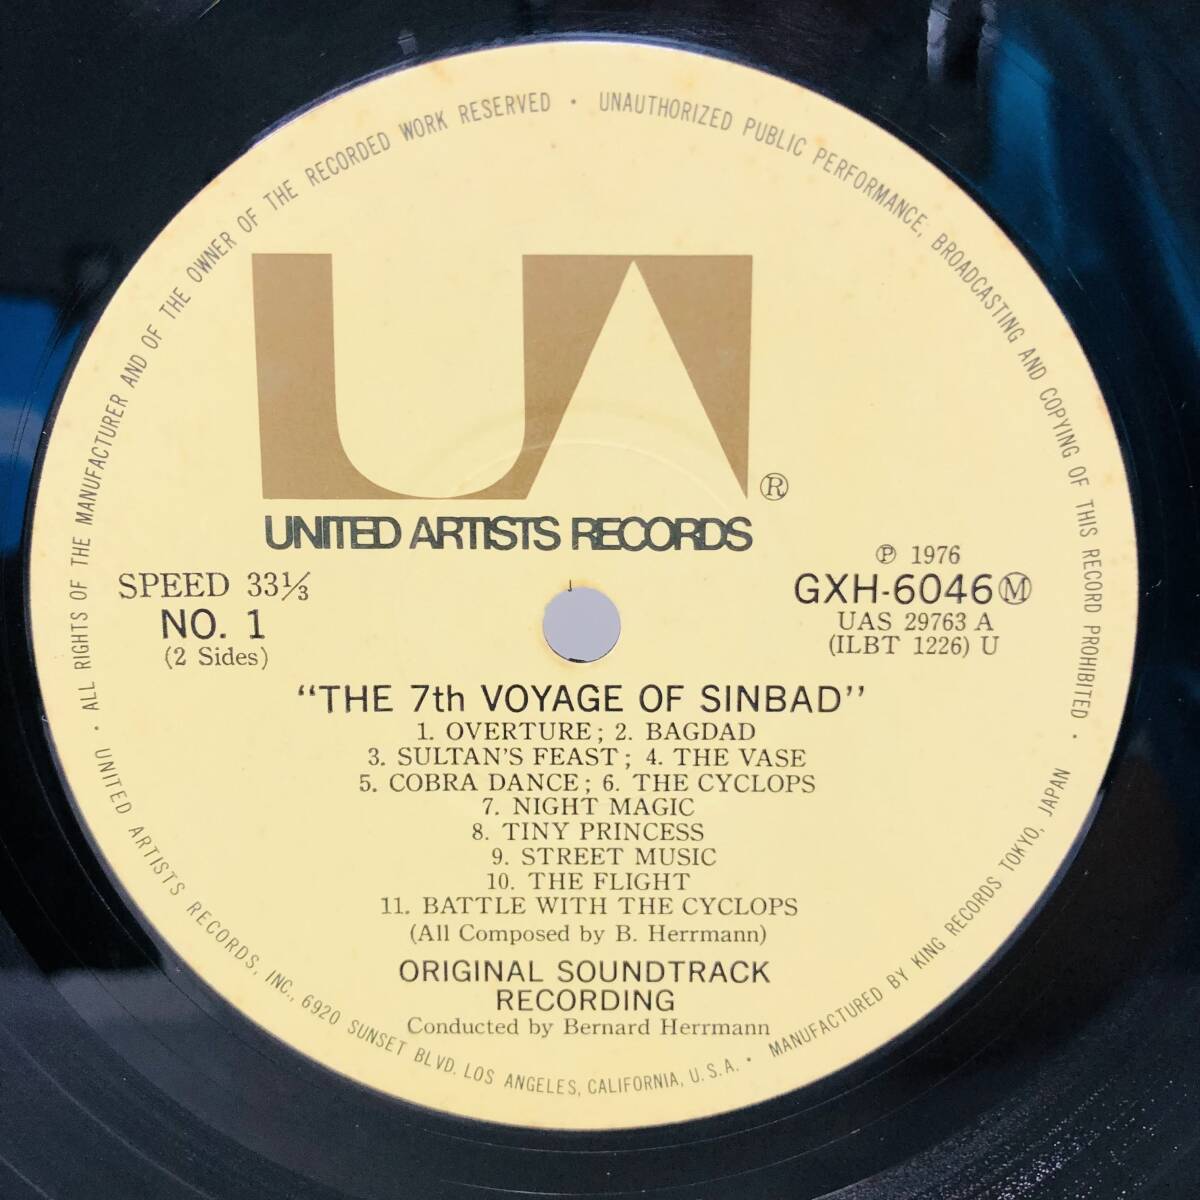 UNITED ARTISTS RECORDS, INC., 6920 SUNSET BLVD. LOS ANGELES, CALIFORNIA, U.S.A. • MANUFACTURED BY KING RECORDS TOKYO, JAPAN
• ALL RIGHTS OF THE MANUFACTURER AND OF THE OWNER OF THE RECORDED WORK RESERVED • UNAUTHORIZED PUBLIC PERFORMANCE, BROADCASTING AND COPYING OF THIS RECORD PROHIBITED •
UA®
UNITED ARTISTS RECORDS
SPEED 33⅓
NO. 1
(2 Sides)
Ⓟ 1976
GXH-6046Ⓜ
UAS 29763 A
(ILBT 1226) U
"THE 7th VOYAGE OF SINBAD"
1. OVERTURE; 2. BAGDAD
3. SULTAN'S FEAST; 4. THE VASE
5. COBRA DANCE; 6. THE CYCLOPS
7. NIGHT MAGIC
8. TINY PRINCESS
9. STREET MUSIC
10. THE FLIGHT
11. BATTLE WITH THE CYCLOPS
(All Composed by B. Herrmann)
ORIGINAL SOUNDTRACK
RECORDING
Conducted by Bernard Herrmann